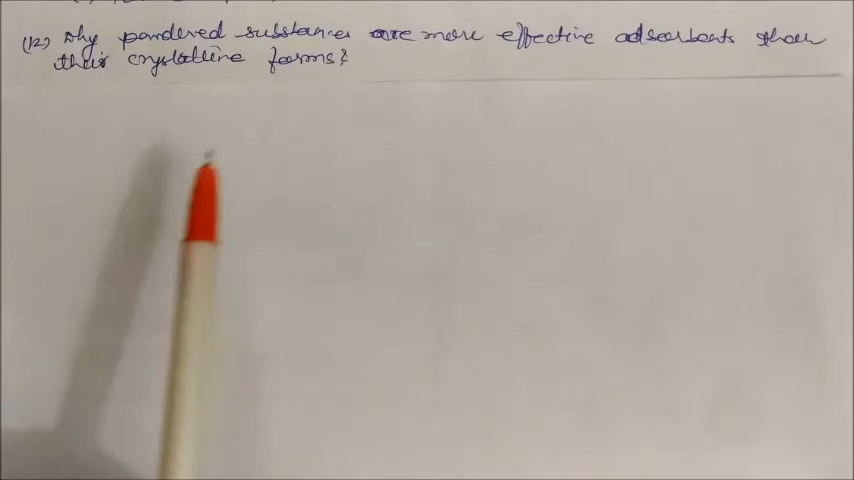 (12) Why powdered substances are more effective adsorbents than
their crystalline forms?